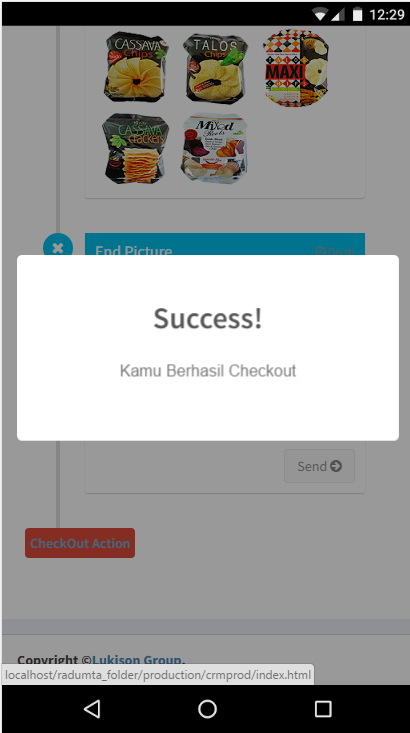 12:29
CASSAVA
Chips
TALOS
Chips
MAXI
CASSAVA
Crackers
Mixed
Roots
End Picture
Success!
Kamu Berhasil Checkout
Send
CheckOut Action
Copyright ©Lukison Group.
localhost/radumta_folder/production/crmprod/index.html